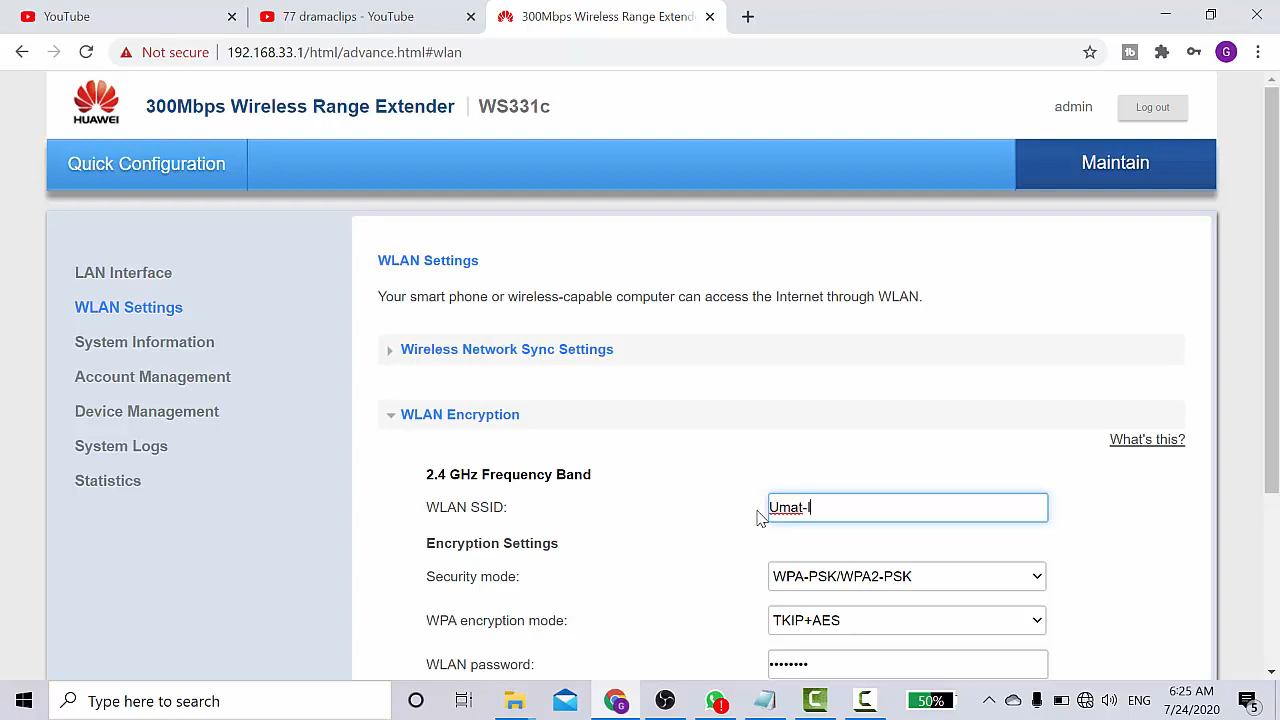 YouTube
77 dramaclips - YouTube
300Mbps Wireless Range Extend
Not secure
192.168.33.1/html/advance.html#wlan
tb
G
HUAWEI
300Mbps Wireless Range Extender
WS331c
admin
Log out
Quick Configuration
Maintain
LAN Interface
WLAN Settings
System Information
Account Management
Device Management
System Logs
Statistics
WLAN Settings
Your smart phone or wireless-capable computer can access the Internet through WLAN.
Wireless Network Sync Settings
WLAN Encryption
What's this?
2.4 GHz Frequency Band
WLAN SSID:
Umat-
Encryption Settings
Security mode:
WPA-PSK/WPA2-PSK
WPA encryption mode:
TKIP+AES
WLAN password:
••••••••
Type here to search
G
50%
ENG
6:25 AM
7/24/2020
5